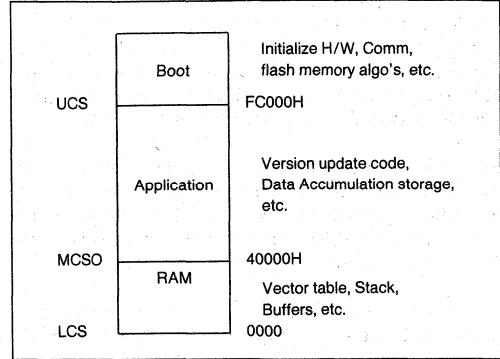 Boot
Initialize H/W, Comm,
flash memory algo's, etc.
UCS
FC000H
Application
Version update code,
Data Accumulation storage,
etc.
MCSO
40000H
RAM
Vector table, Stack,
Buffers, etc.
LCS
0000